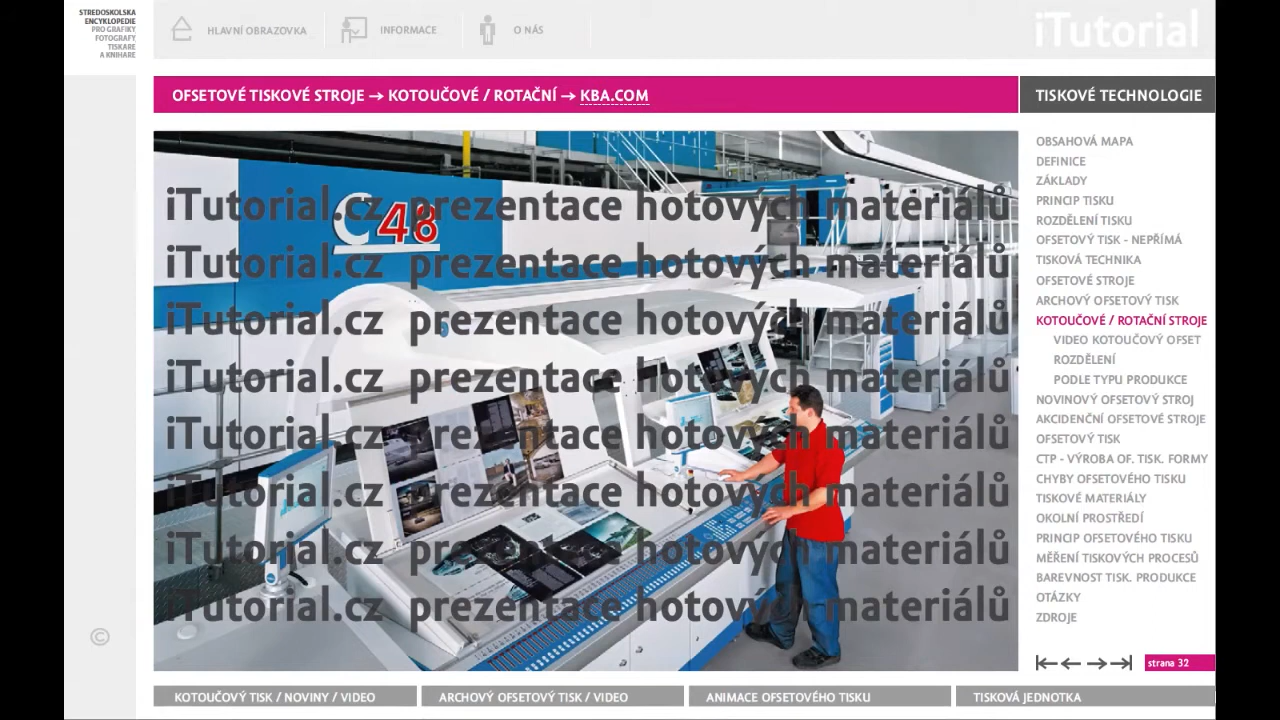 STREDOSKOLSKA
ENCYKLOPEDIE
PRO GRAFIKY
FOTOGRAFY,
TISKARE
A KNIHARE
HLAVNÍ OBRAZOVKA
INFORMACE
O NÁS
iTutorial
OFSETOVÉ TISKOVÉ STROJE → KOTOUČOVÉ / ROTAČNÍ → KBA.COM
TISKOVÉ TECHNOLOGIE
C48
iTutorial.cz prezentace hotových materiálů
iTutorial.cz prezentace hotových materiálů
iTutorial.cz prezentace hotových materiálů
iTutorial.cz prezentace hotových materiálů
iTutorial.cz prezentace hotových materiálů
iTutorial.cz prezentace hotových materiálů
iTutorial.cz prezentace hotových materiálů
iTutorial.cz prezentace hotových materiálů
OBSAHOVÁ MAPA
DEFINICE
ZÁKLADY
PRINCIP TISKU
ROZDĚLENÍ TISKU
OFSETOVÝ TISK - NEPŘÍMÁ
TISKOVÁ TECHNIKA
OFSETOVÉ STROJE
ARCHOVÝ OFSETOVÝ TISK
KOTOUČOVÉ / ROTAČNÍ STROJE
VIDEO KOTOUČOVÝ OFSET
ROZDĚLENÍ
PODLE TYPU PRODUKCE
NOVINOVÝ OFSETOVÝ STROJ
AKCIDENČNÍ OFSETOVÉ STROJE
OFSETOVÝ TISK
CTP - VÝROBA OF. TISK. FORMY
CHYBY OFSETOVÉHO TISKU
TISKOVÉ MATERIÁLY
OKOLNÍ PROSTŘEDÍ
PRINCIP OFSETOVÉHO TISKU
MĚŘENÍ TISKOVÝCH PROCESŮ
BAREVNOST TISK. PRODUKCE
OTÁZKY
ZDROJE
©
strana 32
KOTOUČOVÝ TISK / NOVINY / VIDEO
ARCHOVÝ OFSETOVÝ TISK / VIDEO
ANIMACE OFSETOVÉHO TISKU
TISKOVÁ JEDNOTKA